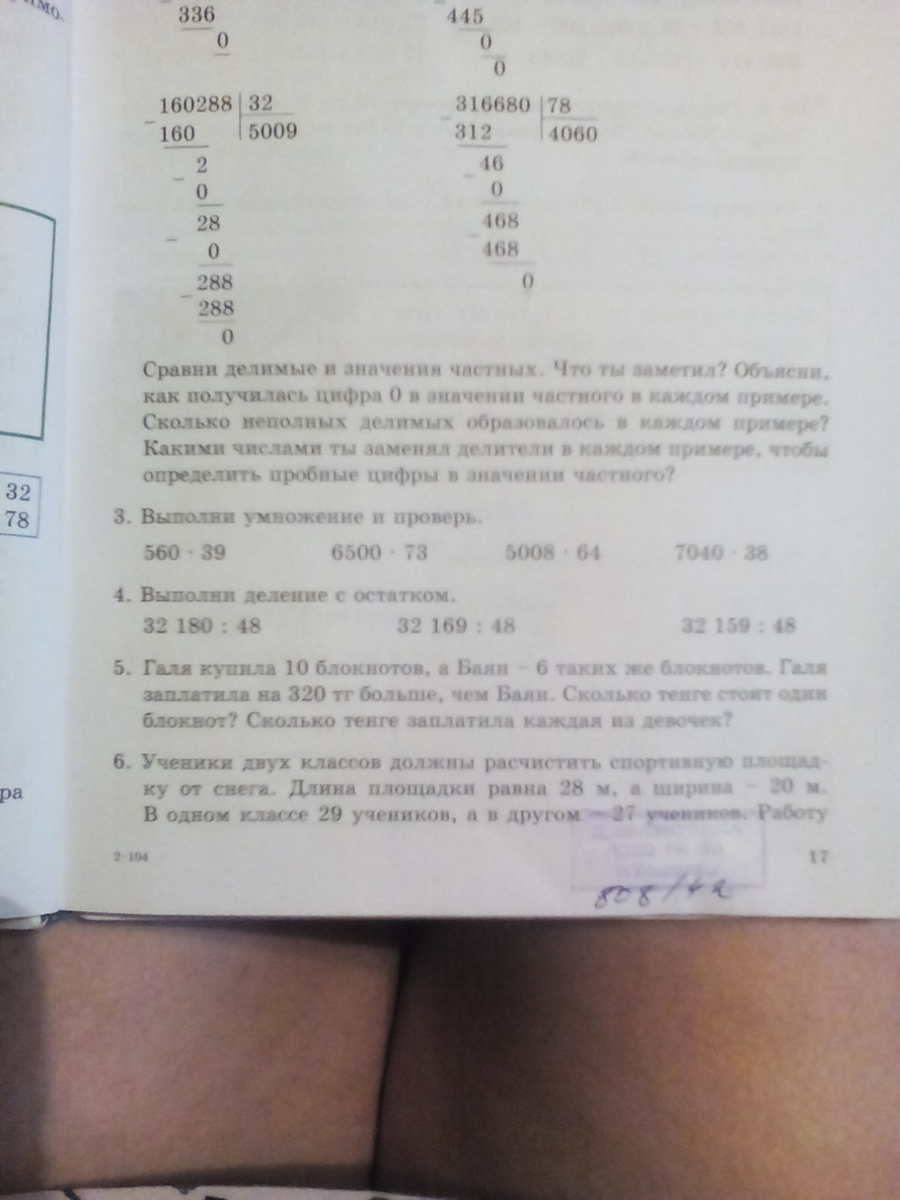 336
0
445
0
0
160288 32
160 5009
2
0
28
0
288
288
0
316680 78
312 4060
46
0
468
468
0
Сравни делимые и значения частных. Что ты заметил? Объясни,
как получилась цифра 0 в значении частного в каждом примере.
Сколько неполных делимых образовалось в каждом примере?
Какими числами ты заменял делители в каждом примере, чтобы
определить пробные цифры в значении частного?
32
78
3. Выполни умножение и проверь.
560 · 39 6500 · 73 5008 · 64 7040 · 38
4. Выполни деление с остатком.
32 180 : 48 32 169 : 48 32 159 : 48
5. Галя купила 10 блокнотов, а Баян – 6 таких же блокнотов. Галя
заплатила на 320 тг больше, чем Баян. Сколько тенге стоит один
блокнот? Сколько тенге заплатила каждая из девочек?
6. Ученики двух классов должны расчистить спортивную площад-
ку от снега. Длина площадки равна 28 м, а ширина – 20 м.
В одном классе 29 учеников, а в другом – 27 учеников. Работу
ра
2–104
17